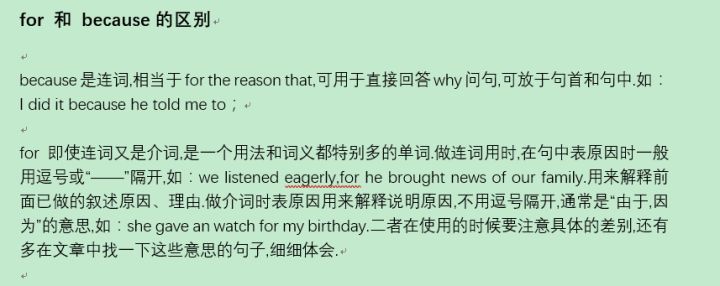 for 和 because 的区别
because 是连词,相当于 for the reason that,可用于直接回答 why 问句,可放于句首和句中.如：
I did it because he told me to；
for 即使连词又是介词,是一个用法和词义都特别多的单词.做连词用时,在句中表原因时一般
用逗号或“——”隔开,如：we listened eagerly,for he brought news of our family.用来解释前
面已做的叙述原因、理由.做介词时表原因用来解释说明原因,不用逗号隔开,通常是“由于,因
为”的意思,如：she gave an watch for my birthday.二者在使用的时候要注意具体的差别,还有
多在文章中找一下这些意思的句子,细细体会.